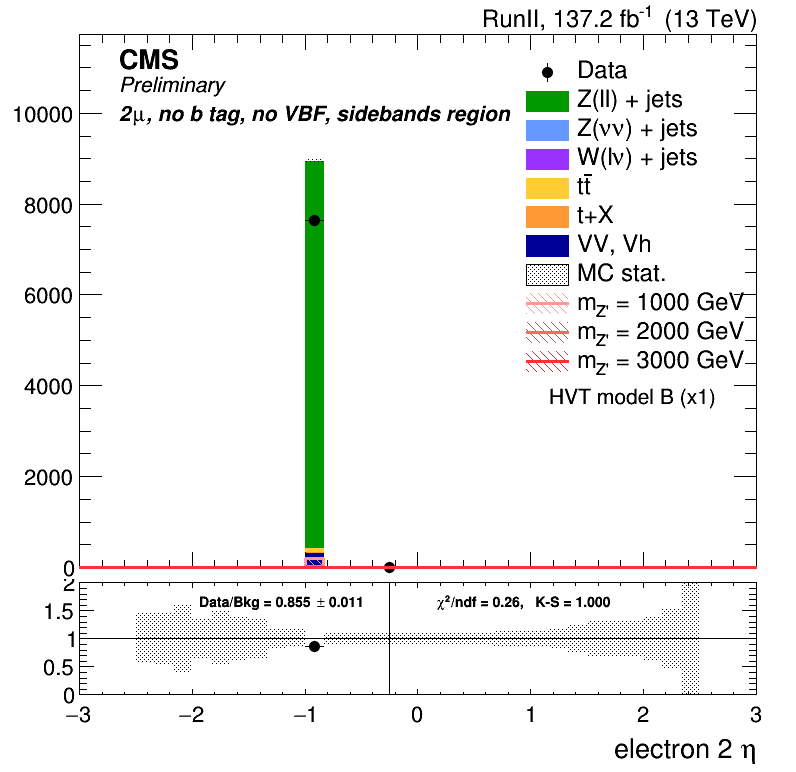 RunII, 137.2 fb⁻¹ (13 TeV)
CMS
Preliminary
2μ, no b tag, no VBF, sidebands region
Data
Z(ll) + jets
Z(νν) + jets
W(lν) + jets
tt̄
t+X
VV, Vh
MC stat.
m_Z' = 1000 GeV
m_Z' = 2000 GeV
m_Z' = 3000 GeV
HVT model B (x1)
10000
8000
6000
4000
2000
0
2
1.5
1
0.5
0
Data/Bkg = 0.855 ± 0.011
χ²/ndf = 0.26, K-S = 1.000
−3 −2 −1 0 1 2 3
electron 2 η